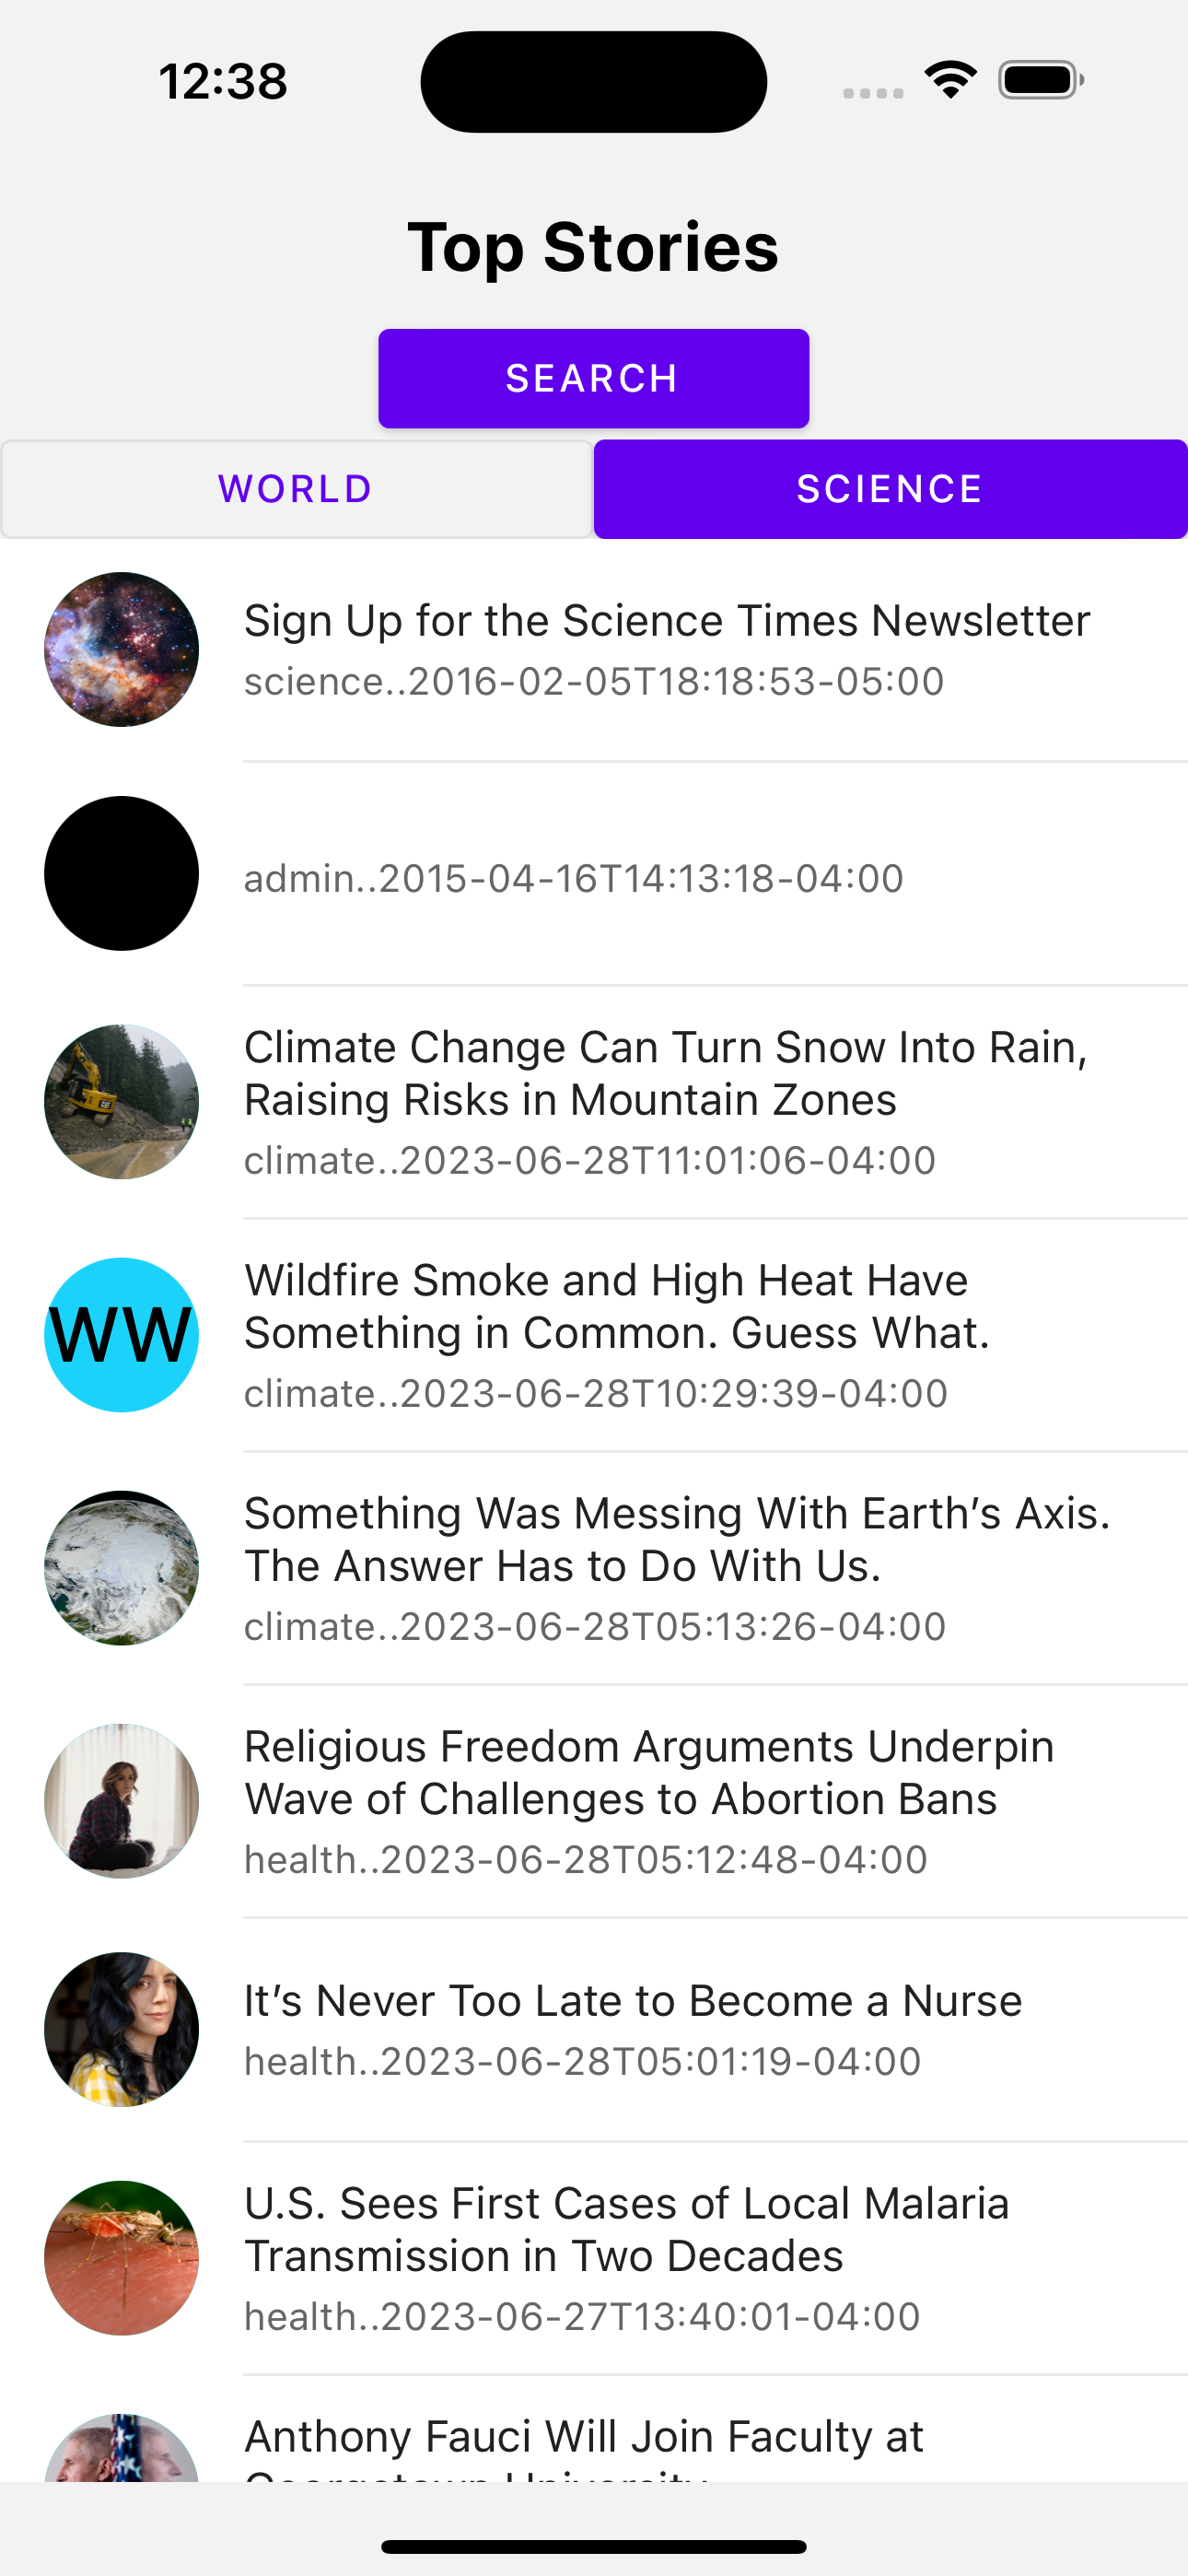 12:38
Top Stories
SEARCH
WORLD
SCIENCE
Sign Up for the Science Times Newsletter
science..2016-02-05T18:18:53-05:00
admin..2015-04-16T14:13:18-04:00
Climate Change Can Turn Snow Into Rain,
Raising Risks in Mountain Zones
climate..2023-06-28T11:01:06-04:00
WW
Wildfire Smoke and High Heat Have
Something in Common. Guess What.
climate..2023-06-28T10:29:39-04:00
Something Was Messing With Earth’s Axis.
The Answer Has to Do With Us.
climate..2023-06-28T05:13:26-04:00
Religious Freedom Arguments Underpin
Wave of Challenges to Abortion Bans
health..2023-06-28T05:12:48-04:00
It’s Never Too Late to Become a Nurse
health..2023-06-28T05:01:19-04:00
U.S. Sees First Cases of Local Malaria
Transmission in Two Decades
health..2023-06-27T13:40:01-04:00
Anthony Fauci Will Join Faculty at
Georgetown University